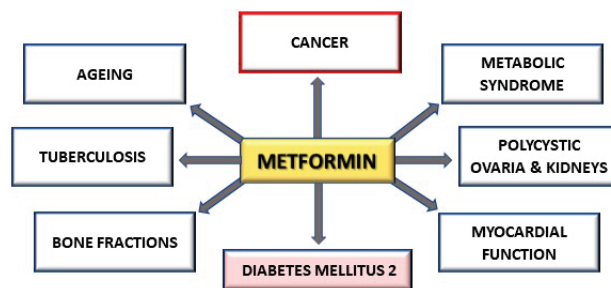 CANCER
AGEING
METABOLIC
SYNDROME
TUBERCULOSIS
METFORMIN
POLYCYSTIC
OVARIA & KIDNEYS
BONE FRACTIONS
MYOCARDIAL
FUNCTION
DIABETES MELLITUS 2